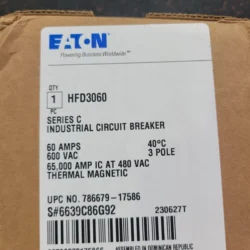 EATON
Powering Business Worldwide
QTY
1 HFD3060
PC
SERIES C
INDUSTRIAL CIRCUIT BREAKER
60 AMPS 40°C
600 VAC 3 POLE
65,000 AMP IC AT 480 VAC
THERMAL MAGNETIC
UPC NO. 786679-17586
S#6639C86G92 230627T
ASSEMBLED IN DOMINICAN REPUBLIC